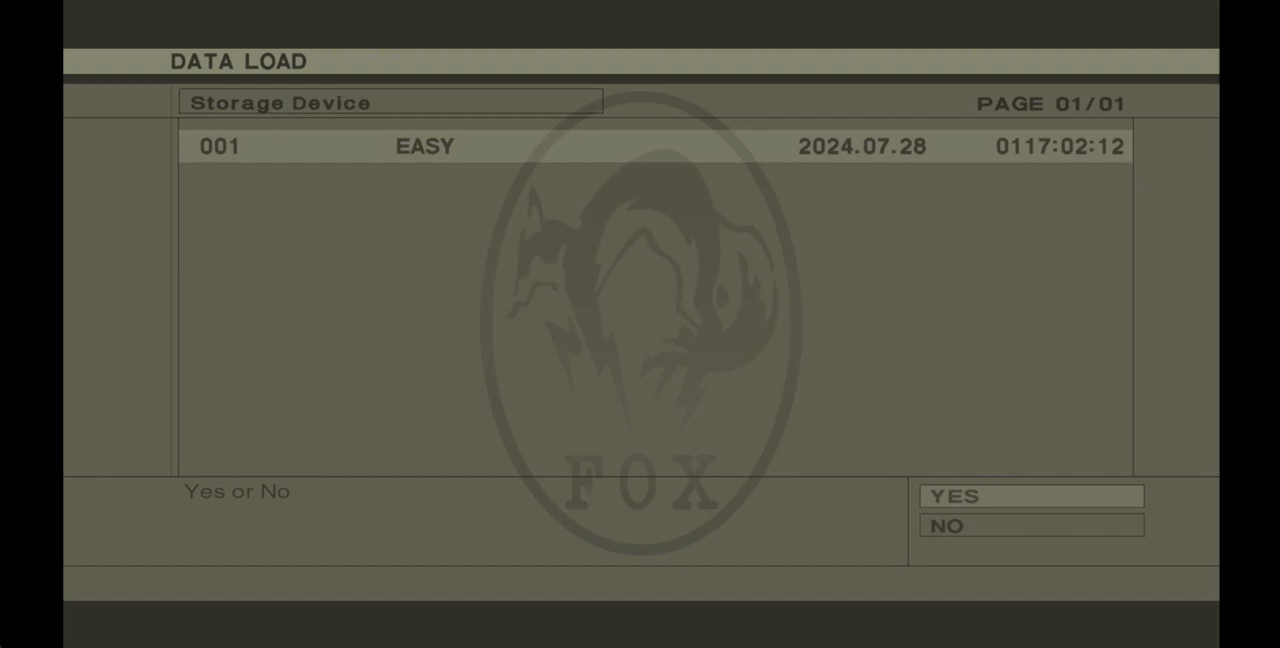 DATA LOAD
Storage Device PAGE 01/01
001 EASY 2024.07.28 0117:02:12
FOX
Yes or No
YES
NO